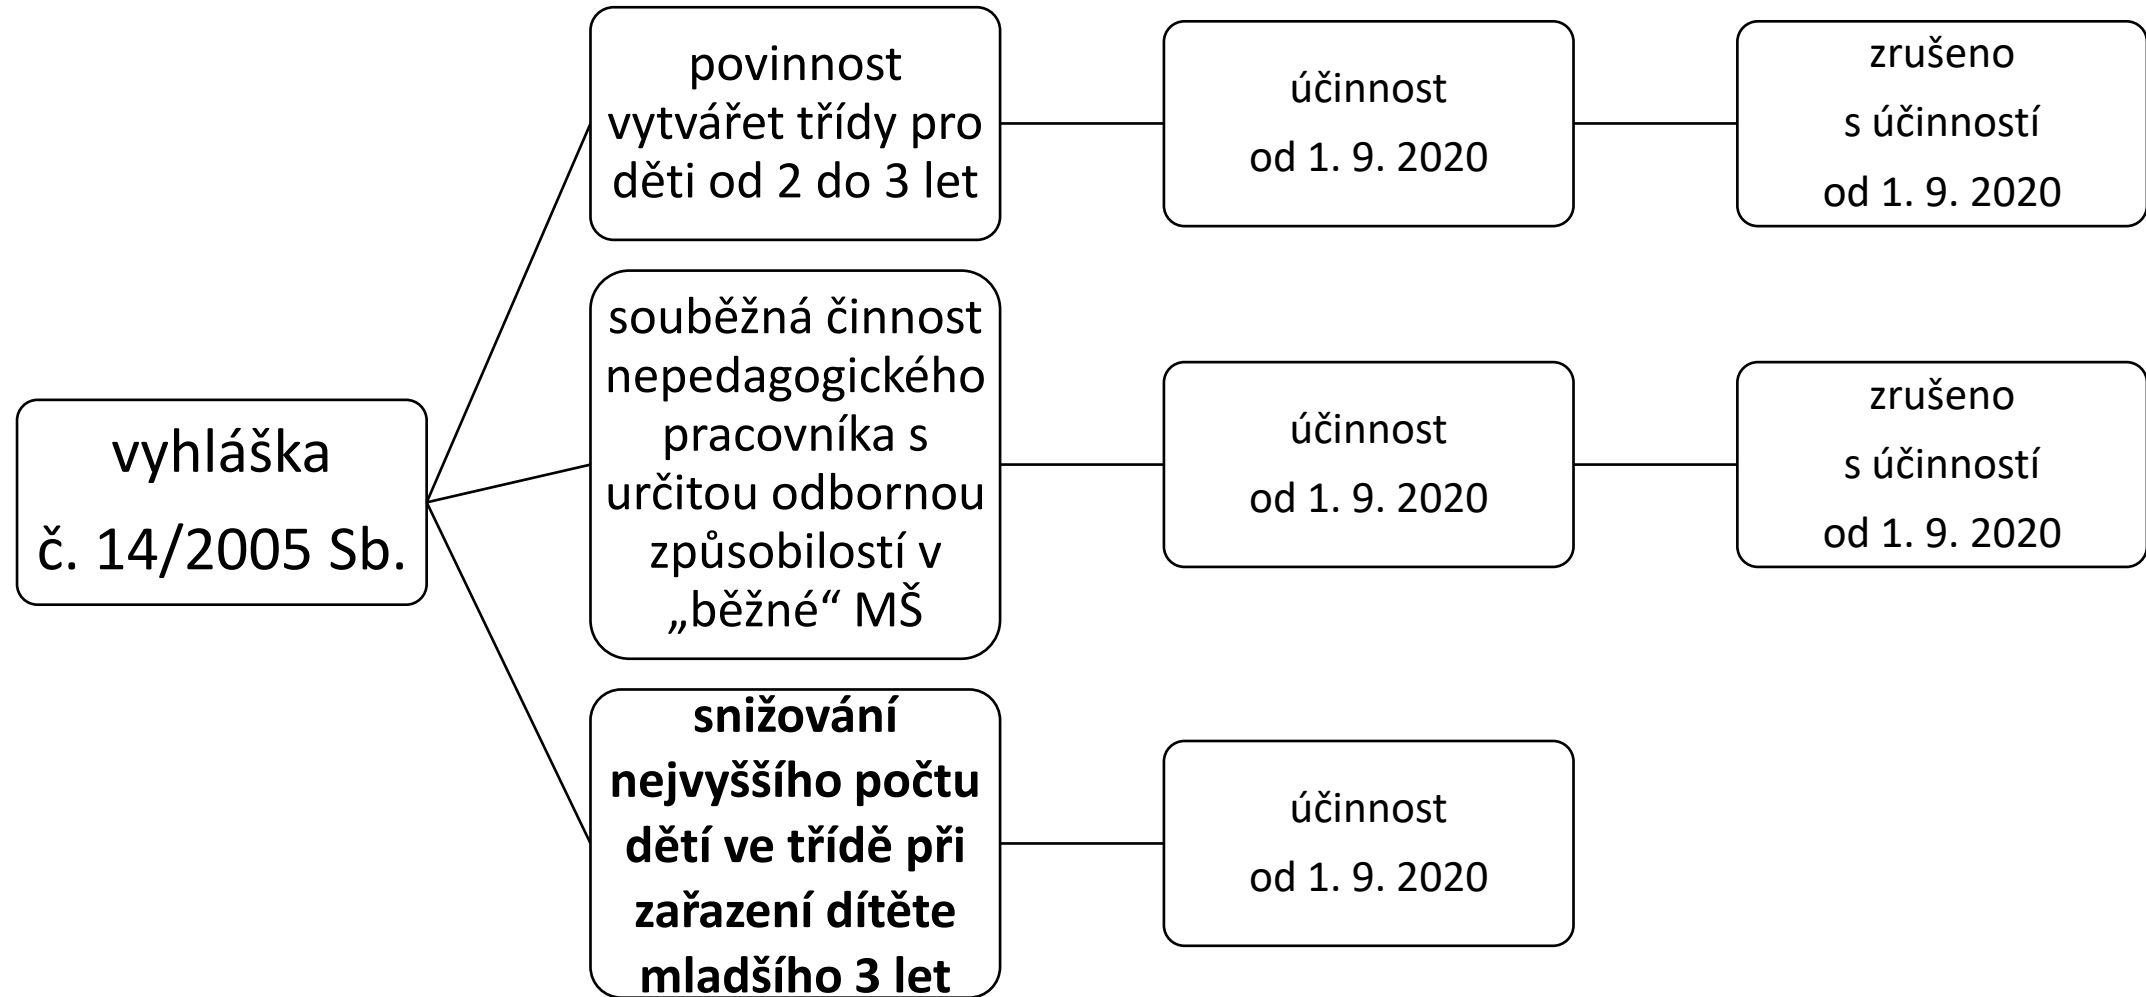 vyhláška
č. 14/2005 Sb.
povinnost
vytvářet třídy pro
děti od 2 do 3 let
účinnost
od 1. 9. 2020
zrušeno
s účinností
od 1. 9. 2020
souběžná činnost
nepedagogického
pracovníka s
určitou odbornou
způsobilostí v
„běžné“ MŠ
účinnost
od 1. 9. 2020
zrušeno
s účinností
od 1. 9. 2020
snižování
nejvyššího počtu
dětí ve třídě při
zařazení dítěte
mladšího 3 let
účinnost
od 1. 9. 2020